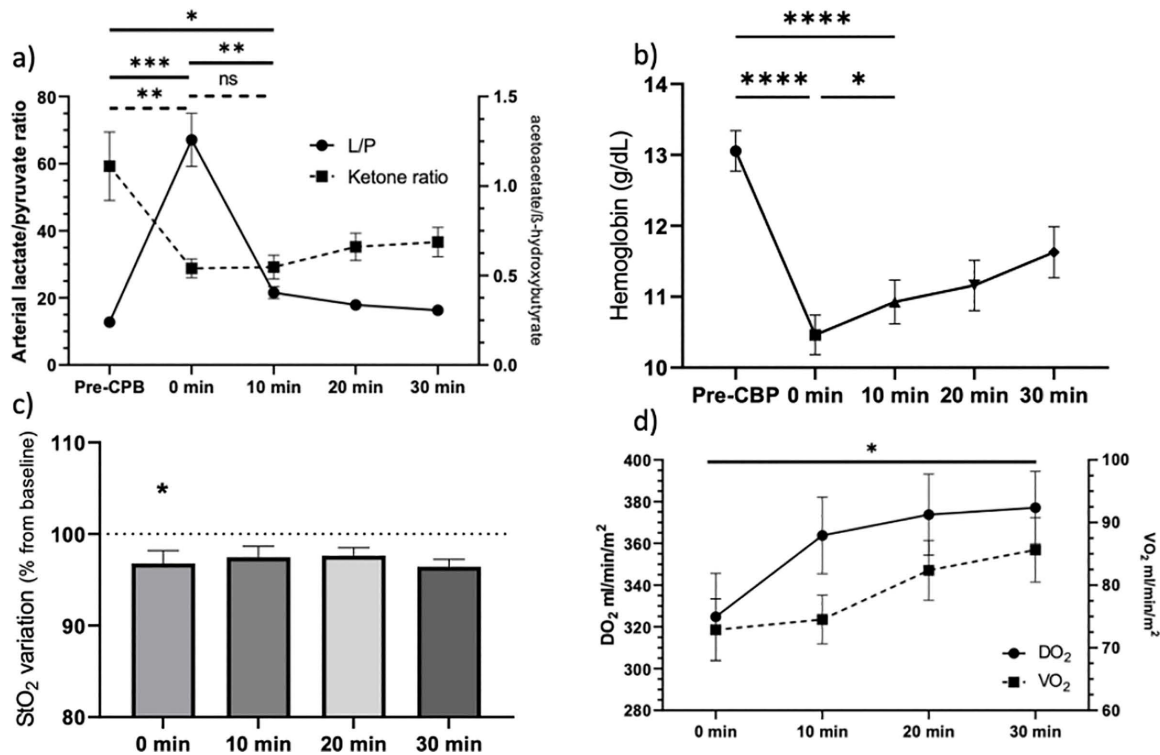 a)
*
*** **
** ns
Arterial lactate/pyruvate ratio
80
60
40
20
0
L/P
Ketone ratio
1.5
1.0
0.5
0.0
acetoacetate/ß-hydroxybutyrate
Pre-CPB 0 min 10 min 20 min 30 min
b)
****
**** *
Hemoglobin (g/dL)
14
13
12
11
10
Pre-CBP 0 min 10 min 20 min 30 min
c)
StO2 variation (% from baseline)
110
100
90
80
*
0 min 10 min 20 min 30 min
d)
*
DO2 ml/min/m²
400
380
360
340
320
300
280
100
90
80
70
60
VO2 ml/min/m²
DO2
VO2
0 min 10 min 20 min 30 min